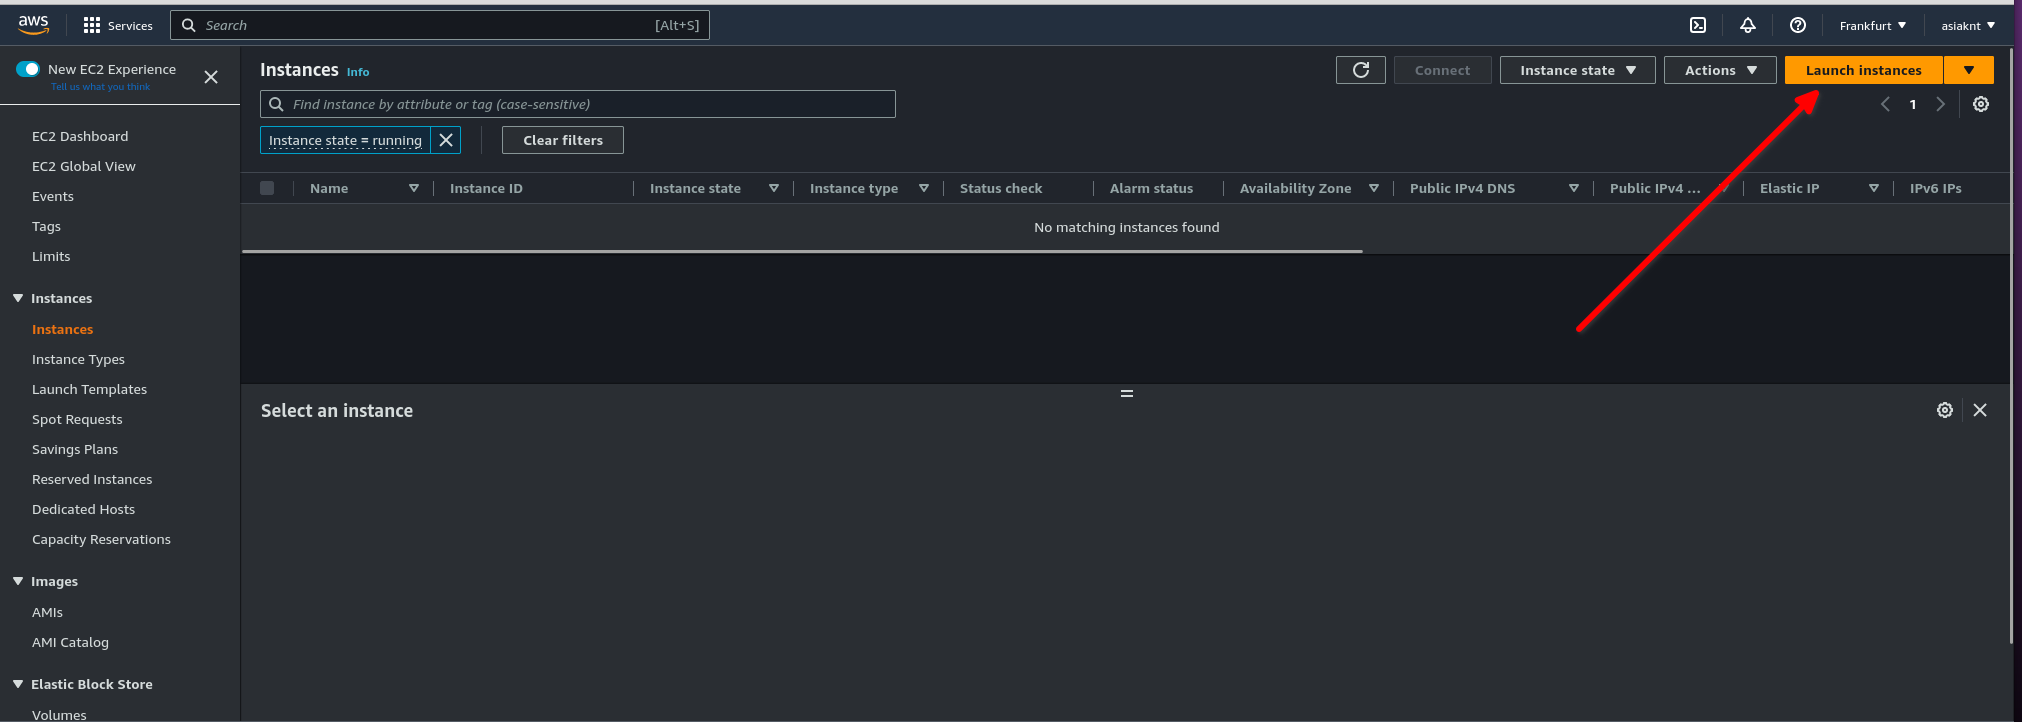 aws
Services
Search [Alt+S]
Frankfurt
asiaknt
New EC2 Experience
Tell us what you think
EC2 Dashboard
EC2 Global View
Events
Tags
Limits
Instances
Instances
Instance Types
Launch Templates
Spot Requests
Savings Plans
Reserved Instances
Dedicated Hosts
Capacity Reservations
Images
AMIs
AMI Catalog
Elastic Block Store
Volumes
Instances Info
Connect
Instance state
Actions
Launch instances
Find instance by attribute or tag (case-sensitive)
1
Instance state = running
Clear filters
Name Instance ID Instance state Instance type Status check Alarm status Availability Zone Public IPv4 DNS Public IPv4 ... Elastic IP IPv6 IPs
No matching instances found
Select an instance